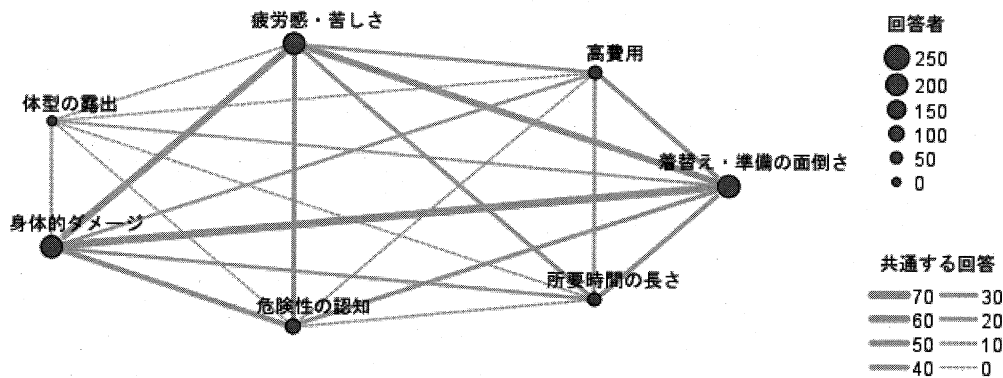 疲労感・苦しさ
高費用
体型の露出
着替え・準備の面倒さ
身体的ダメージ
所要時間の長さ
危険性の認知
回答者
250
200
150
100
50
0
共通する回答
70 30
60 20
50 10
40 0